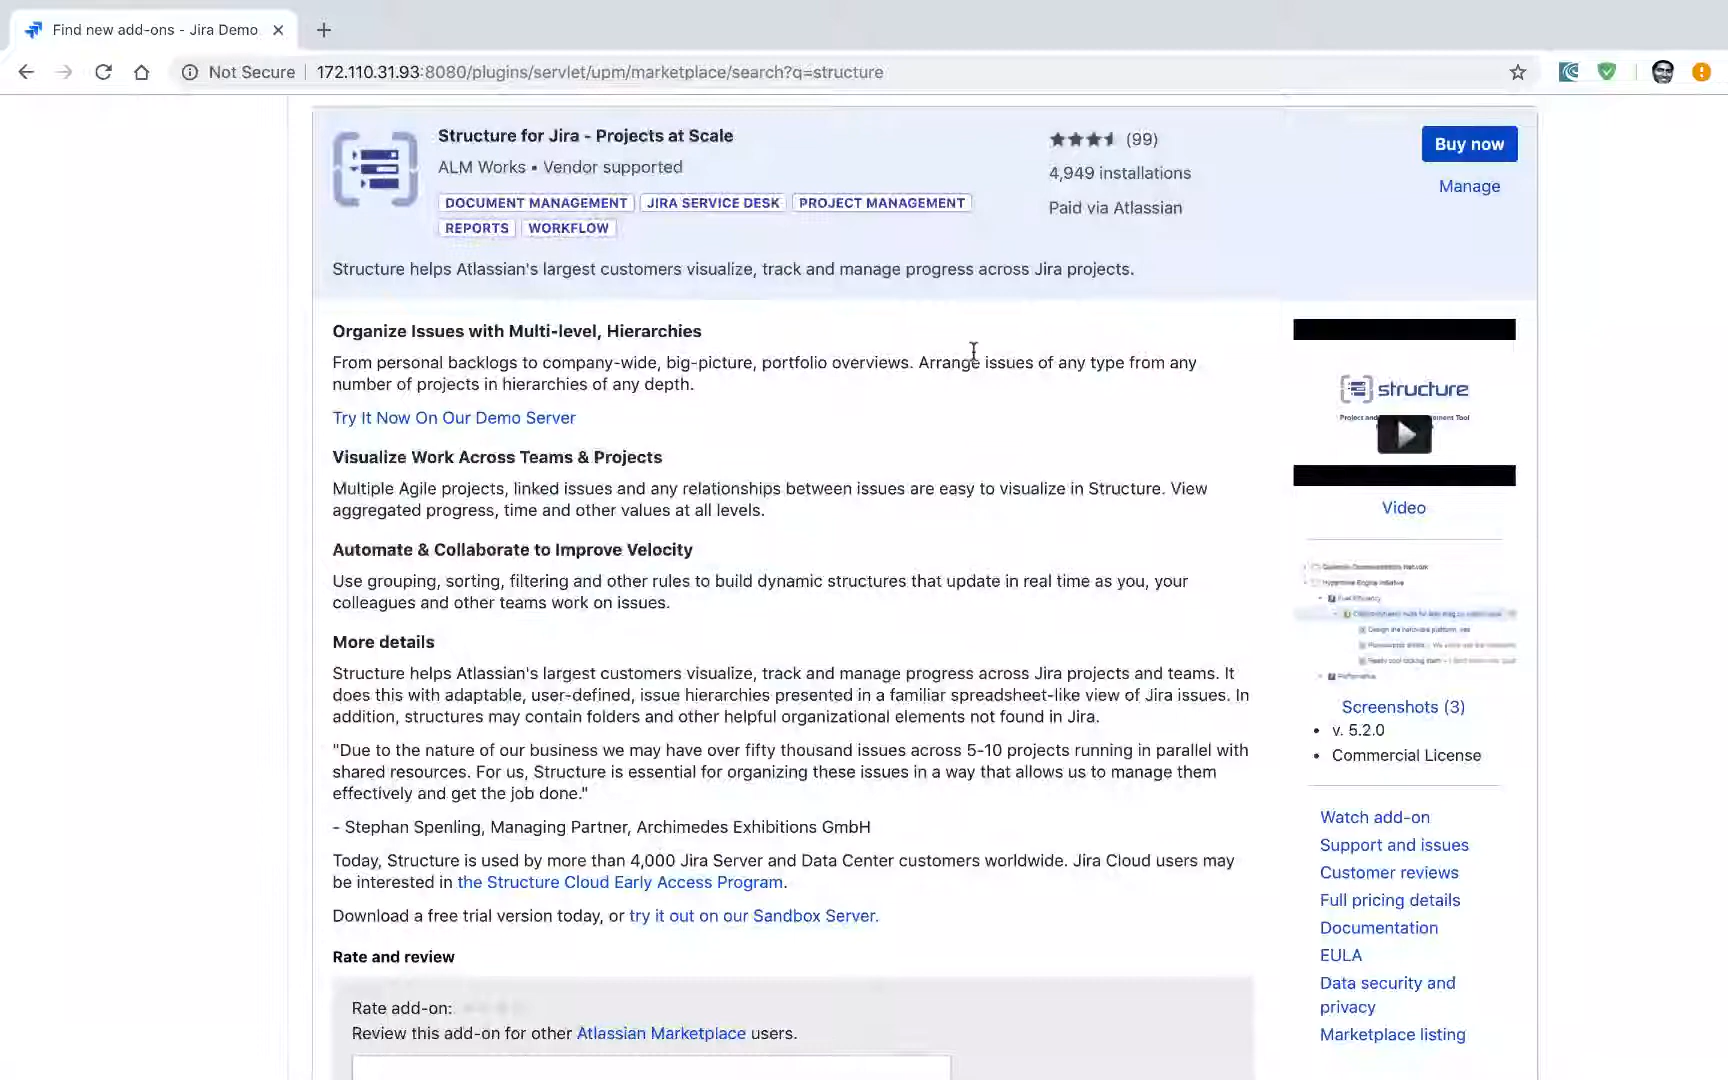 Find new add-ons - Jira Demo
Not Secure
172.110.31.93:8080/plugins/servlet/upm/marketplace/search?q=structure
Structure for Jira - Projects at Scale
ALM Works • Vendor supported
DOCUMENT MANAGEMENT JIRA SERVICE DESK PROJECT MANAGEMENT
REPORTS WORKFLOW
(99)
4,949 installations
Paid via Atlassian
Buy now
Manage
Structure helps Atlassian's largest customers visualize, track and manage progress across Jira projects.
Organize Issues with Multi-level, Hierarchies
From personal backlogs to company-wide, big-picture, portfolio overviews. Arrange issues of any type from any
number of projects in hierarchies of any depth.
Try It Now On Our Demo Server
Visualize Work Across Teams & Projects
Multiple Agile projects, linked issues and any relationships between issues are easy to visualize in Structure. View
aggregated progress, time and other values at all levels.
Automate & Collaborate to Improve Velocity
Use grouping, sorting, filtering and other rules to build dynamic structures that update in real time as you, your
colleagues and other teams work on issues.
More details
Structure helps Atlassian's largest customers visualize, track and manage progress across Jira projects and teams. It
does this with adaptable, user-defined, issue hierarchies presented in a familiar spreadsheet-like view of Jira issues. In
addition, structures may contain folders and other helpful organizational elements not found in Jira.
"Due to the nature of our business we may have over fifty thousand issues across 5-10 projects running in parallel with
shared resources. For us, Structure is essential for organizing these issues in a way that allows us to manage them
effectively and get the job done."
- Stephan Spenling, Managing Partner, Archimedes Exhibitions GmbH
Today, Structure is used by more than 4,000 Jira Server and Data Center customers worldwide. Jira Cloud users may
be interested in the Structure Cloud Early Access Program.
Download a free trial version today, or try it out on our Sandbox Server.
Rate and review
Rate add-on:
Review this add-on for other Atlassian Marketplace users.
structure
Project and
Tool
Video
Fuel Efficiency
Design the hardware platform, yes
Screenshots (3)
• v. 5.2.0
• Commercial License
Watch add-on
Support and issues
Customer reviews
Full pricing details
Documentation
EULA
Data security and
privacy
Marketplace listing